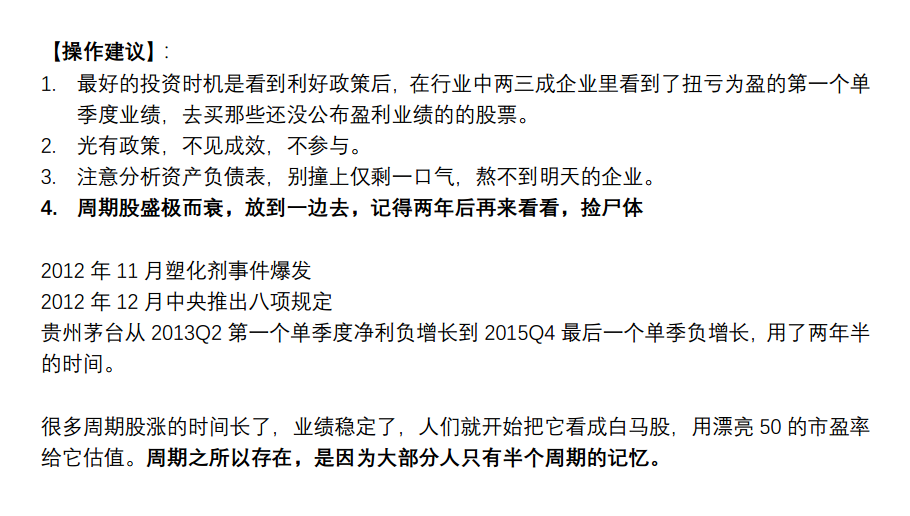 【操作建议】:
1. 最好的投资时机是看到利好政策后，在行业中两三成企业里看到了扭亏为盈的第一个单
季度业绩，去买那些还没公布盈利业绩的的股票。
2. 光有政策，不见成效，不参与。
3. 注意分析资产负债表，别撞上仅剩一口气，熬不到明天的企业。
4. 周期股盛极而衰，放到一边去，记得两年后再来看看，捡尸体
2012 年 11 月塑化剂事件爆发
2012 年 12 月中央推出八项规定
贵州茅台从 2013Q2 第一个单季度净利负增长到 2015Q4 最后一个单季负增长，用了两年半
的时间。
很多周期股涨的时间长了，业绩稳定了，人们就开始把它看成白马股，用漂亮 50 的市盈率
给它估值。周期之所以存在，是因为大部分人只有半个周期的记忆。